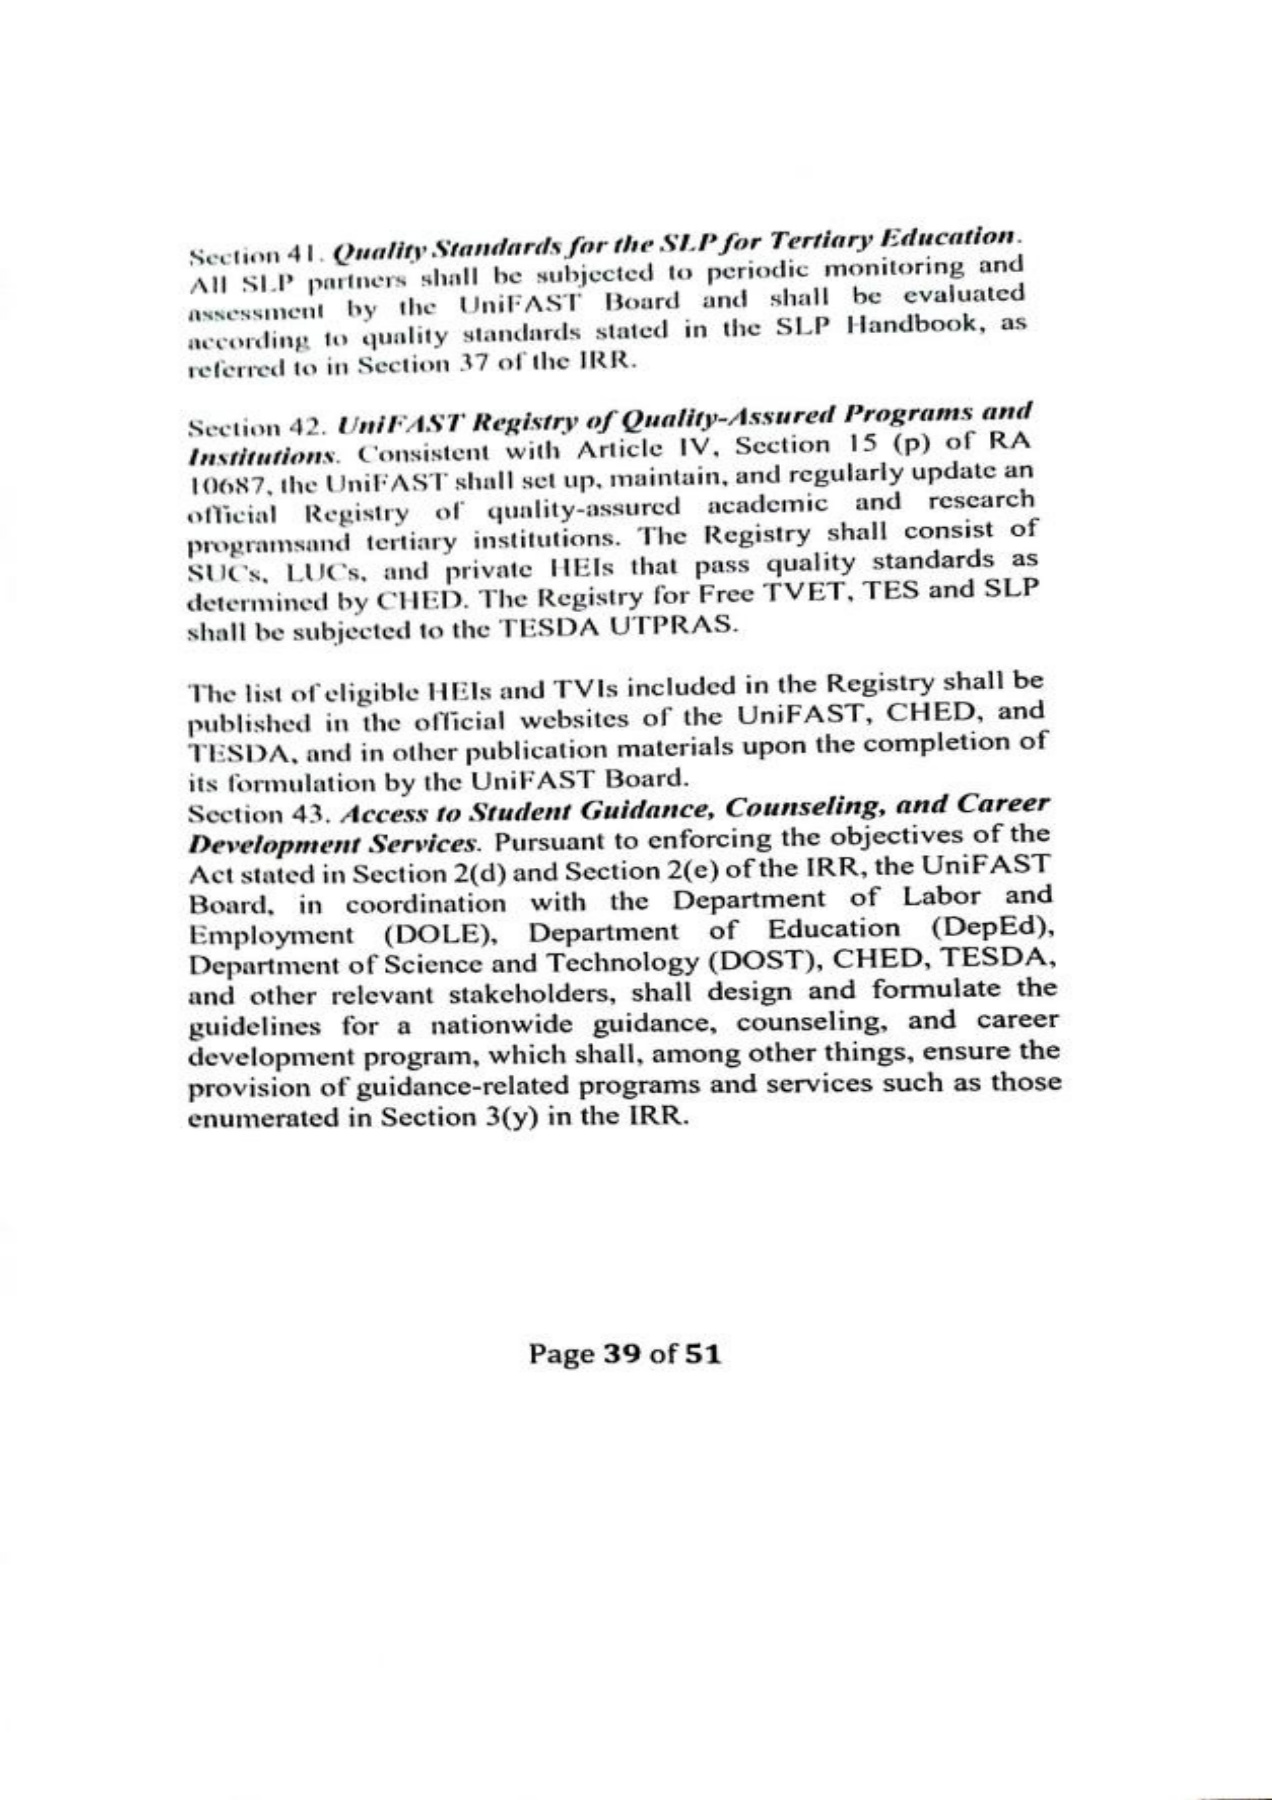 Section 41. Quality Standards for the SLP for Tertiary Education.
All SLP partners shall be subjected to periodic monitoring and
assessment by the UniFAST Board and shall be evaluated
according to quality standards stated in the SLP Handbook, as
referred to in Section 37 of the IRR.
Section 42. UniFAST Registry of Quality-Assured Programs and
Institutions. Consistent with Article IV, Section 15 (p) of RA
10687, the UniFAST shall set up, maintain, and regularly update an
official Registry of quality-assured academic and research
programsand tertiary institutions. The Registry shall consist of
SUCs, LUCs, and private HEIs that pass quality standards as
determined by CHED. The Registry for Free TVET, TES and SLP
shall be subjected to the TESDA UTPRAS.
The list of eligible HEIs and TVIs included in the Registry shall be
published in the official websites of the UniFAST, CHED, and
TESDA, and in other publication materials upon the completion of
its formulation by the UniFAST Board.
Section 43. Access to Student Guidance, Counseling, and Career
Development Services. Pursuant to enforcing the objectives of the
Act stated in Section 2(d) and Section 2(e) of the IRR, the UniFAST
Board, in coordination with the Department of Labor and
Employment (DOLE), Department of Education (DepEd),
Department of Science and Technology (DOST), CHED, TESDA,
and other relevant stakeholders, shall design and formulate the
guidelines for a nationwide guidance, counseling, and career
development program, which shall, among other things, ensure the
provision of guidance-related programs and services such as those
enumerated in Section 3(y) in the IRR.
Page 39 of 51